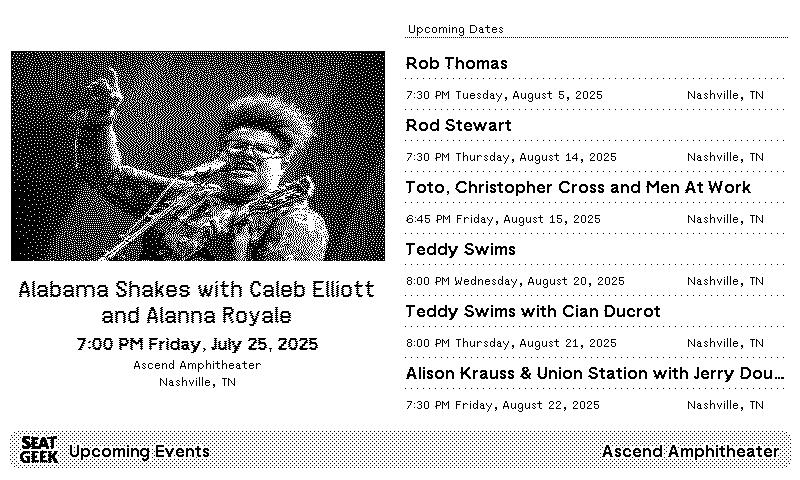 Alabama Shakes with Caleb Elliott
and Alanna Royale
7:00 PM Friday, July 25, 2025
Ascend Amphitheater
Nashville, TN
Upcoming Dates
Rob Thomas
7:30 PM Tuesday, August 5, 2025 Nashville, TN
Rod Stewart
7:30 PM Thursday, August 14, 2025 Nashville, TN
Toto, Christopher Cross and Men At Work
6:45 PM Friday, August 15, 2025 Nashville, TN
Teddy Swims
8:00 PM Wednesday, August 20, 2025 Nashville, TN
Teddy Swims with Cian Ducrot
8:00 PM Thursday, August 21, 2025 Nashville, TN
Alison Krauss & Union Station with Jerry Dou...
7:30 PM Friday, August 22, 2025 Nashville, TN
SEAT
GEEK
Upcoming Events Ascend Amphitheater